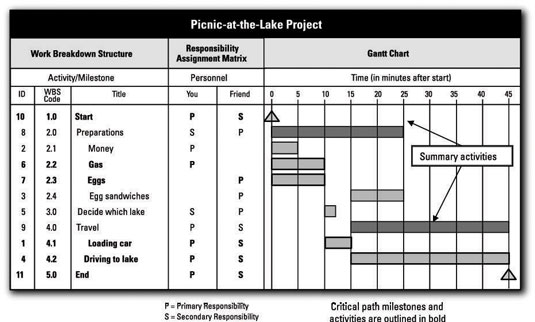 Picnic-at-the-Lake Project
Work Breakdown Structure Responsibility Assignment Matrix Gantt Chart
Activity/Milestone Personnel Time (in minutes after start)
ID WBS Code Title You Friend 0 5 10 15 20 25 30 35 40 45
10 1.0 Start P S
8 2.0 Preparations S P
2 2.1 Money P
6 2.2 Gas P
7 2.3 Eggs P
3 2.4 Egg sandwiches P
5 3.0 Decide which lake S P
9 4.0 Travel P S
1 4.1 Loading car P S
4 4.2 Driving to lake P S
11 5.0 End P S
Summary activities
P = Primary Responsibility
S = Secondary Responsibility
Critical path milestones and
activities are outlined in bold